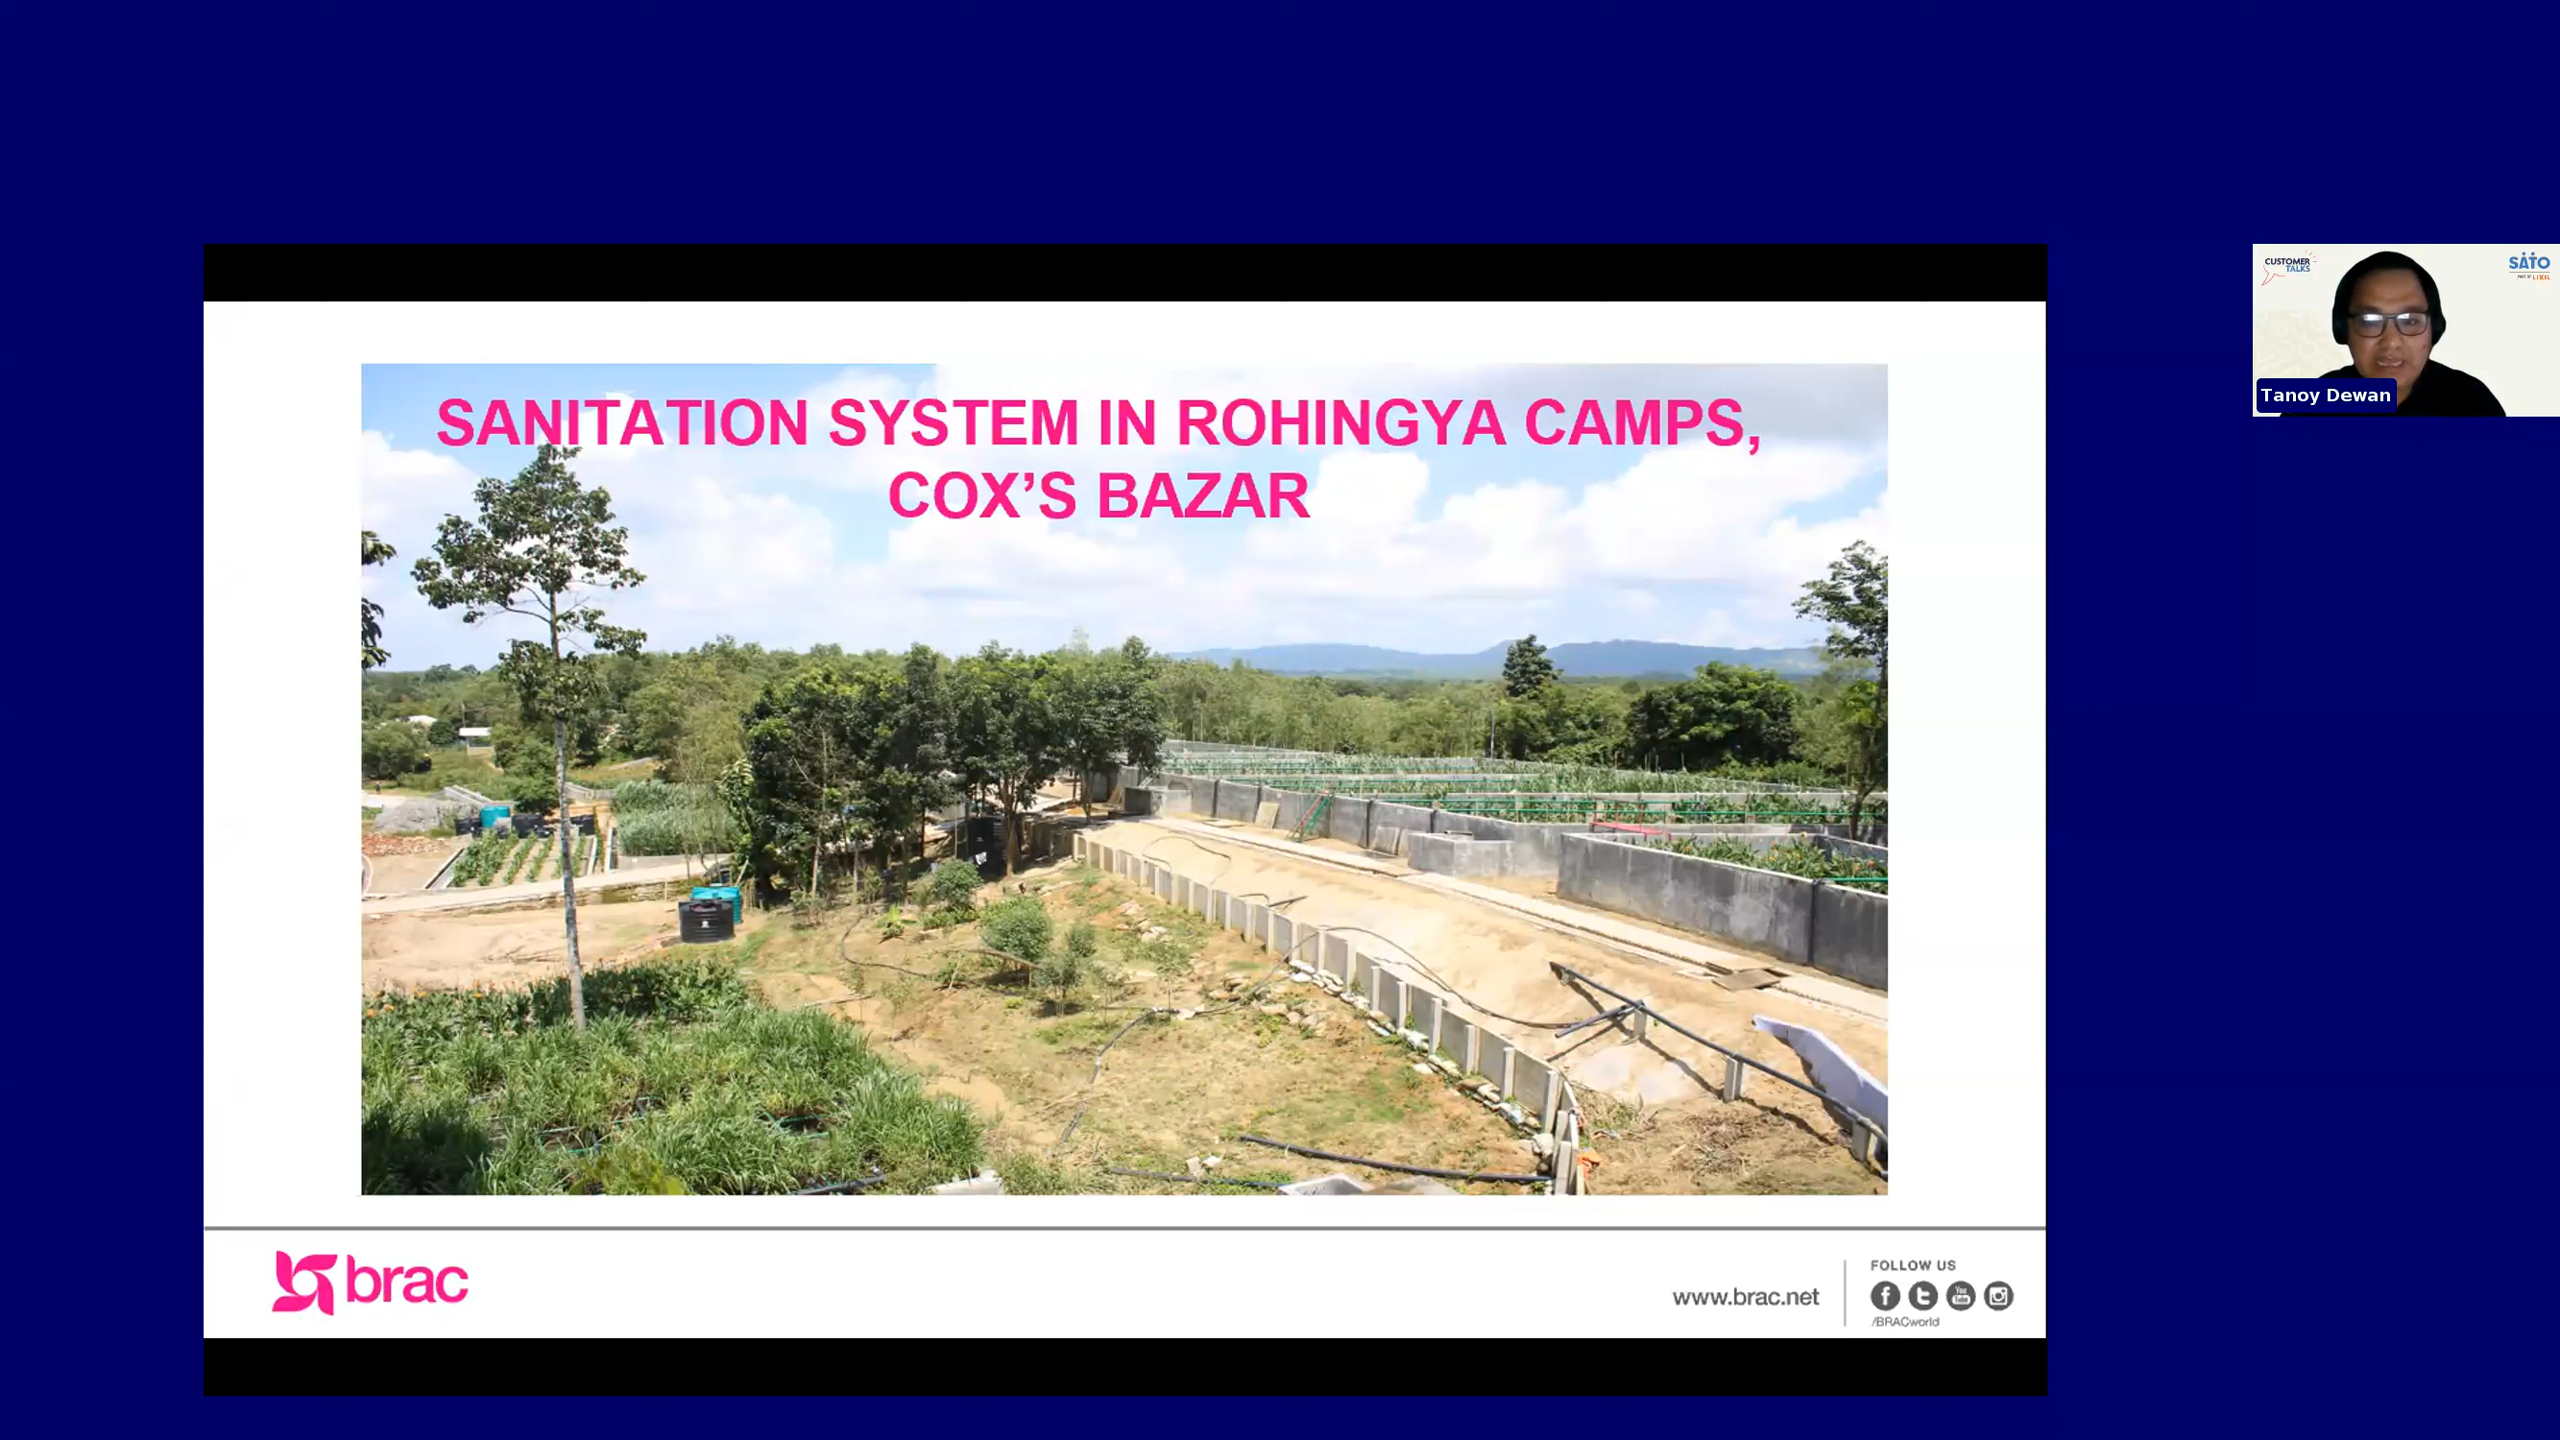 SANITATION SYSTEM IN ROHINGYA CAMPS,
COX'S BAZAR
brac
www.brac.net
FOLLOW US
/BRACworld
CUSTOMER
TALKS
SATO
PART OF LIXIL
Tanoy Dewan